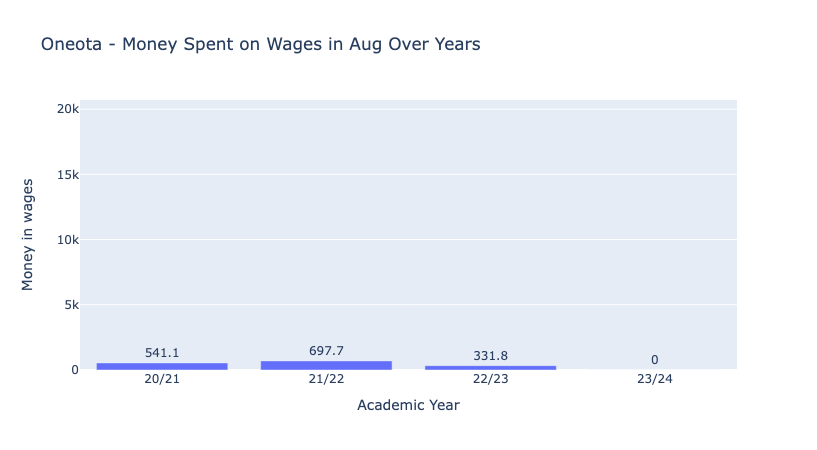 Oneota - Money Spent on Wages in Aug Over Years
20k
15k
10k
5k
0
Money in wages
541.1
697.7
331.8
0
20/21
21/22
22/23
23/24
Academic Year